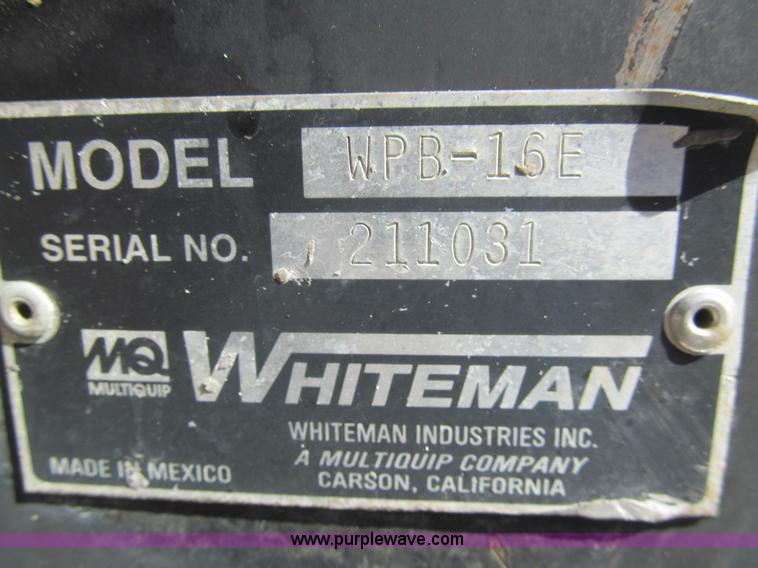 MODEL WPB-16E
SERIAL NO. 211031
MQ WHITEMAN
MULTIQUIP
WHITEMAN INDUSTRIES INC.
A MULTIQUIP COMPANY
MADE IN MEXICO CARSON, CALIFORNIA
www.purplewave.com